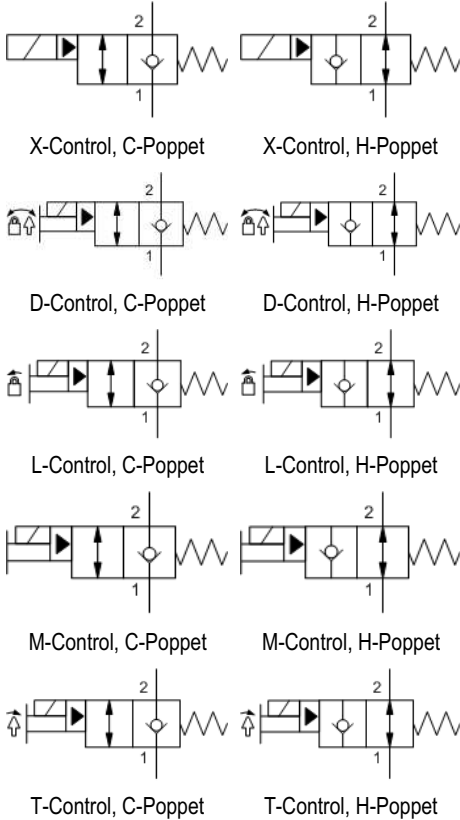 2 2
1 1
X-Control, C-Poppet X-Control, H-Poppet
2 2
1 1
D-Control, C-Poppet D-Control, H-Poppet
2 2
1 1
L-Control, C-Poppet L-Control, H-Poppet
2 2
1 1
M-Control, C-Poppet M-Control, H-Poppet
2 2
1 1
T-Control, C-Poppet T-Control, H-Poppet